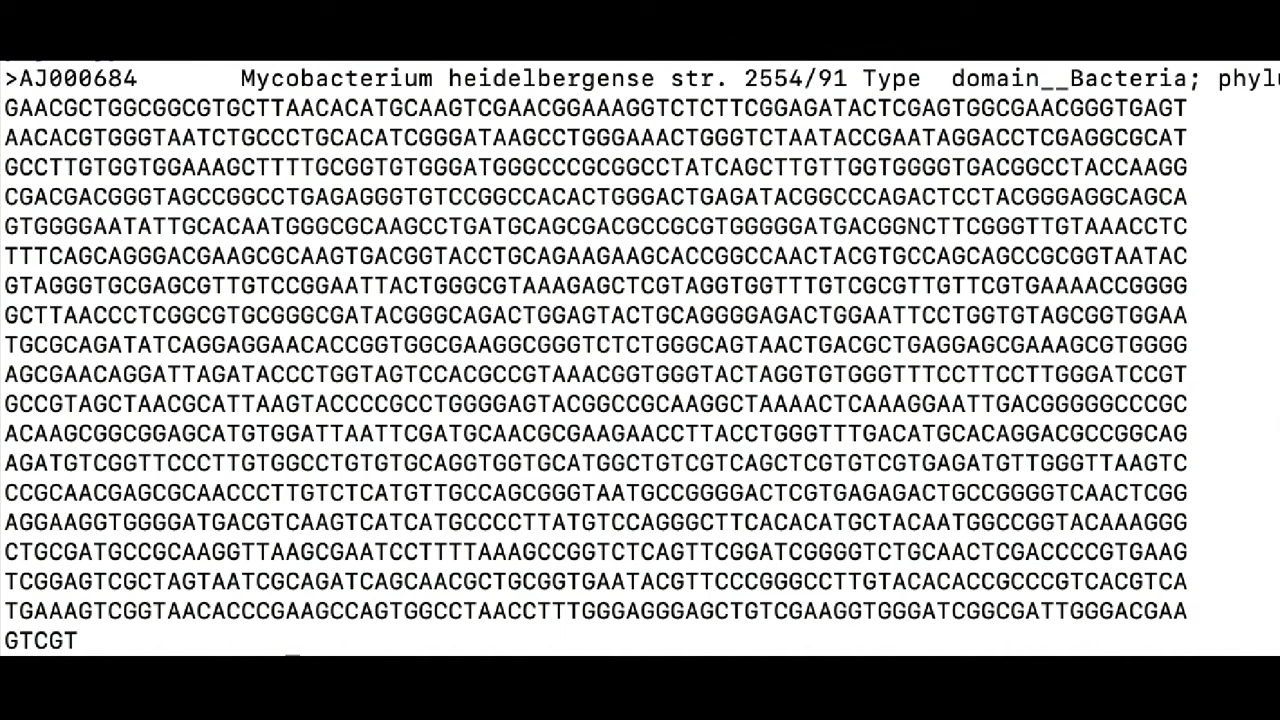 >AJ000684 Mycobacterium heidelbergense str. 2554/91 Type domain__Bacteria; phylu
GAACGCTGGCGGCGTGCTTAACACATGCAAGTCGAACGGAAAGGTCTCTTCGGAGATACTCGAGTGGCGAACGGGTGAGT
AACACGTGGGTAATCTGCCCTGCACATCGGGATAAGCCTGGGAAACTGGGTCTAATACCGAATAGGACCTCGAGGCGCAT
GCCTTGTGGTGGAAAGCTTTTGCGGTGTGGGATGGGCCCGCGGCCTATCAGCTTGTTGGTGGGGTGACGGCCTACCAAGG
CGACGACGGGTAGCCGGCCTGAGAGGGTGTCCGGCCACACTGGGACTGAGATACGGCCCAGACTCCTACGGGAGGCAGCA
GTGGGGAATATTGCACAATGGGCGCAAGCCTGATGCAGCGACGCCGCGTGGGGGATGACGGNCTTCGGGTTGTAAACCTC
TTTCAGCAGGGACGAAGCGCAAGTGACGGTACCTGCAGAAGAAGCACCGGCCAACTACGTGCCAGCAGCCGCGGTAATAC
GTAGGGTGCGAGCGTTGTCCGGAATTACTGGGCGTAAAGAGCTCGTAGGTGGTTTGTCGCGTTGTTCGTGAAAACCGGGG
GCTTAACCCTCGGCGTGCGGGCGATACGGGCAGACTGGAGTACTGCAGGGGAGACTGGAATTCCTGGTGTAGCGGTGGAA
TGCGCAGATATCAGGAGGAACACCGGTGGCGAAGGCGGGTCTCTGGGCAGTAACTGACGCTGAGGAGCGAAAGCGTGGGG
AGCGAACAGGATTAGATACCCTGGTAGTCCACGCCGTAAACGGTGGGTACTAGGTGTGGGTTTCCTTCCTTGGGATCCGT
GCCGTAGCTAACGCATTAAGTACCCCGCCTGGGGAGTACGGCCGCAAGGCTAAAACTCAAAGGAATTGACGGGGGCCCGC
ACAAGCGGCGGAGCATGTGGATTAATTCGATGCAACGCGAAGAACCTTACCTGGGTTTGACATGCACAGGACGCCGGCAG
AGATGTCGGTTCCCTTGTGGCCTGTGTGCAGGTGGTGCATGGCTGTCGTCAGCTCGTGTCGTGAGATGTTGGGTTAAGTC
CCGCAACGAGCGCAACCCTTGTCTCATGTTGCCAGCGGGTAATGCCGGGGACTCGTGAGAGACTGCCGGGGTCAACTCGG
AGGAAGGTGGGGATGACGTCAAGTCATCATGCCCCTTATGTCCAGGGCTTCACACATGCTACAATGGCCGGTACAAAGGG
CTGCGATGCCGCAAGGTTAAGCGAATCCTTTTAAAGCCGGTCTCAGTTCGGATCGGGGTCTGCAACTCGACCCCGTGAAG
TCGGAGTCGCTAGTAATCGCAGATCAGCAACGCTGCGGTGAATACGTTCCCGGGCCTTGTACACACCGCCCGTCACGTCA
TGAAAGTCGGTAACACCCGAAGCCAGTGGCCTAACCTTTGGGAGGGAGCTGTCGAAGGTGGGATCGGCGATTGGGACGAA
GTCGT